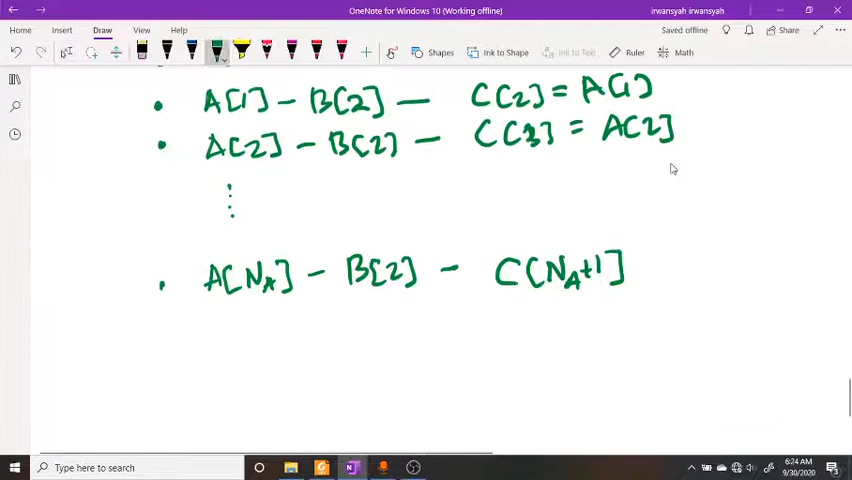 OneNote for Windows 10 (Working offline)
irwansyah irwansyah
Home Insert Draw View Help
Saved offline Share
Shapes Ink to Shape Ink to Text Ruler Math
• A[1] - B[2] - C[2] = A[1]
• A[2] - B[2] - C[3] = A[2]
⋮
• A[NA] - B[2] - C[NA+1]
Type here to search
6:24 AM
9/30/2020
3